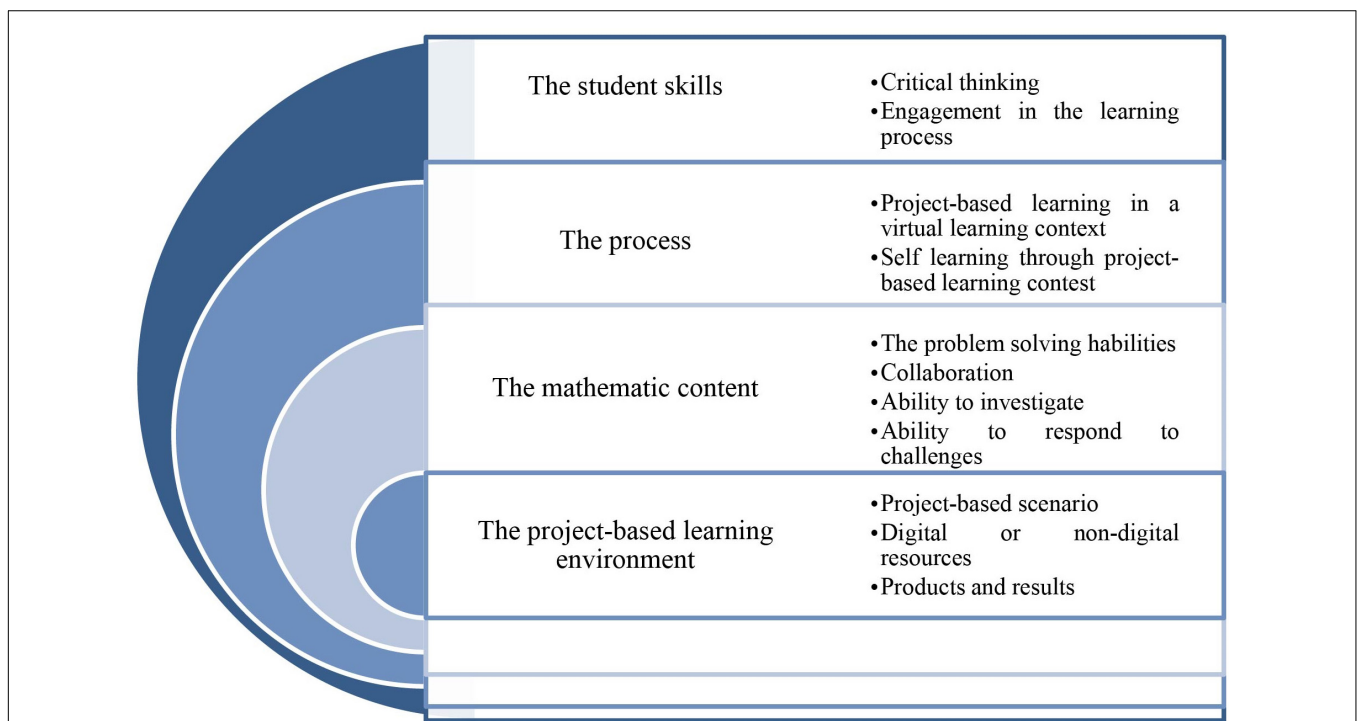 The student skills
•Critical thinking
•Engagement in the learning
process
The process
•Project-based learning in a
virtual learning context
•Self learning through project-
based learning contest
The mathematic content
•The problem solving habilities
•Collaboration
•Ability to investigate
•Ability to respond to
challenges
The project-based learning
environment
•Project-based scenario
•Digital or non-digital
resources
•Products and results